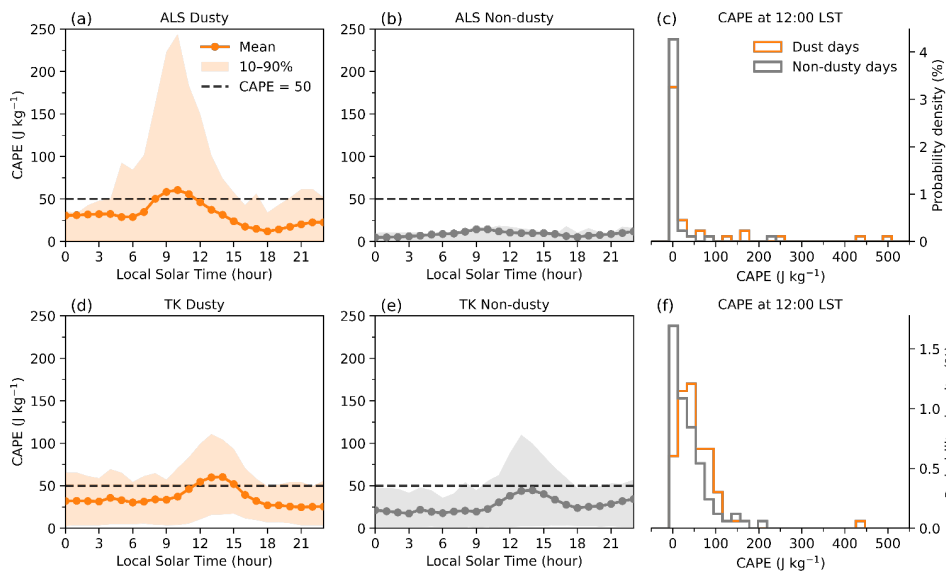 (a) ALS Dusty
(b) ALS Non-dusty
(c) CAPE at 12:00 LST
250
200
150
100
50
0
CAPE (J kg⁻¹)
Mean
10–90%
CAPE = 50
0 3 6 9 12 15 18 21
Local Solar Time (hour)
250
200
150
100
50
0
0 3 6 9 12 15 18 21
Local Solar Time (hour)
Dust days
Non-dusty days
4
3
2
1
0
Probability density (%)
0 100 200 300 400 500
CAPE (J kg⁻¹)
(d) TK Dusty
(e) TK Non-dusty
(f) CAPE at 12:00 LST
250
200
150
100
50
0
CAPE (J kg⁻¹)
0 3 6 9 12 15 18 21
Local Solar Time (hour)
250
200
150
100
50
0
0 3 6 9 12 15 18 21
Local Solar Time (hour)
1.5
1.0
0.5
0.0
0 100 200 300 400 500
CAPE (J kg⁻¹)